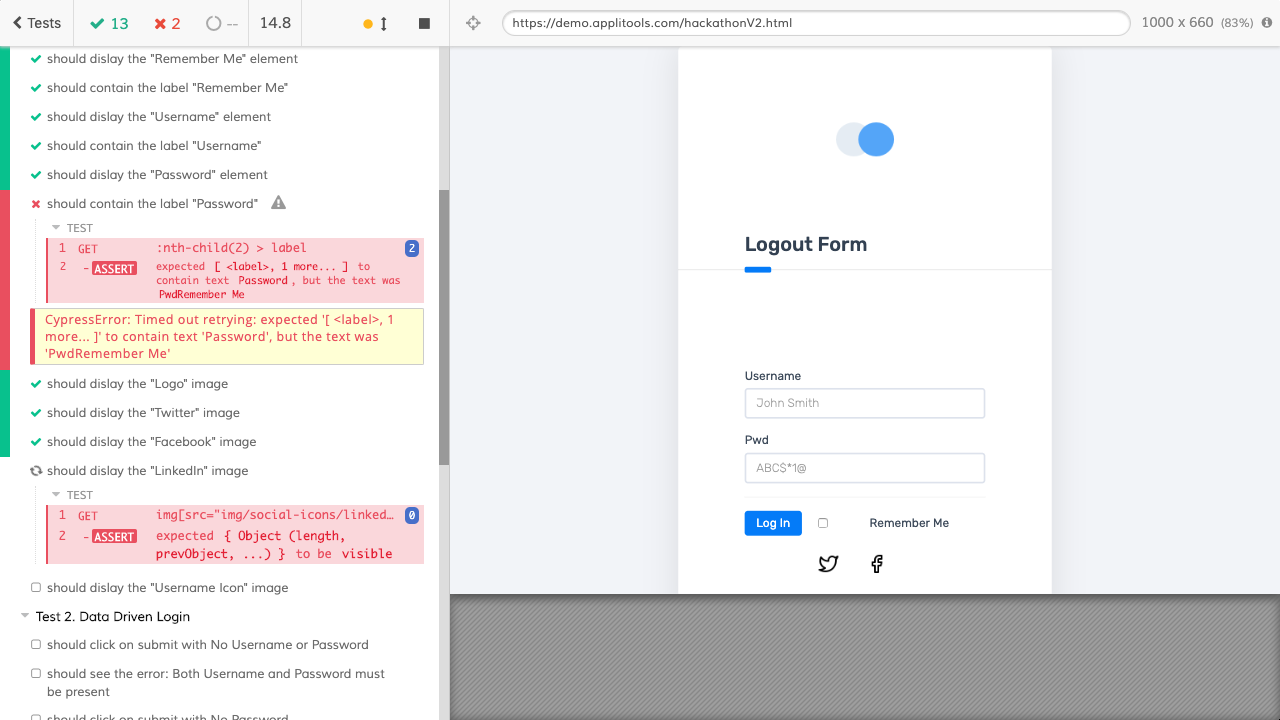 Tests
13
2
--
14.8
https://demo.applitools.com/hackathonV2.html
1000 x 660 (83%)
should dislay the "Remember Me" element
should contain the label "Remember Me"
should dislay the "Username" element
should contain the label "Username"
should dislay the "Password" element
should contain the label "Password"
TEST
1 GET :nth-child(2) > label 2
2 -ASSERT expected [ <label>, 1 more... ] to
contain text Password, but the text was
PwdRemember Me
CypressError: Timed out retrying: expected '[ <label>, 1
more... ]' to contain text 'Password', but the text was
'PwdRemember Me'
should dislay the "Logo" image
should dislay the "Twitter" image
should dislay the "Facebook" image
should dislay the "LinkedIn" image
TEST
1 GET img[src="img/social-icons/linked… 0
2 -ASSERT expected { Object (length,
prevObject, ...) } to be visible
should dislay the "Username Icon" image
Test 2. Data Driven Login
should click on submit with No Username or Password
should see the error: Both Username and Password must
be present
should click on submit with No Password
Logout Form
Username
John Smith
Pwd
ABC$*1@
Log In
Remember Me